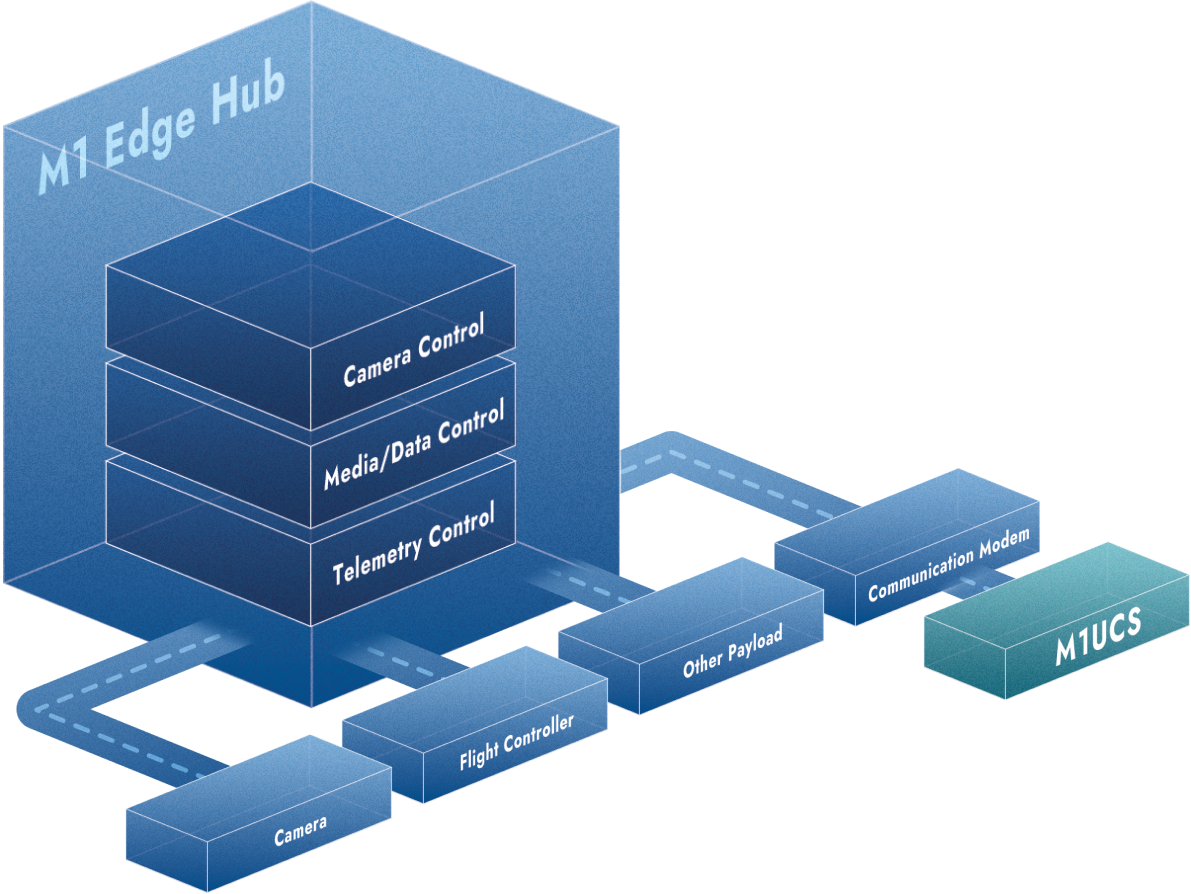 M1 Edge Hub
Camera Control
Media/Data Control
Telemetry Control
Communication Modem
M1UCS
Other Payload
Flight Controller
Camera